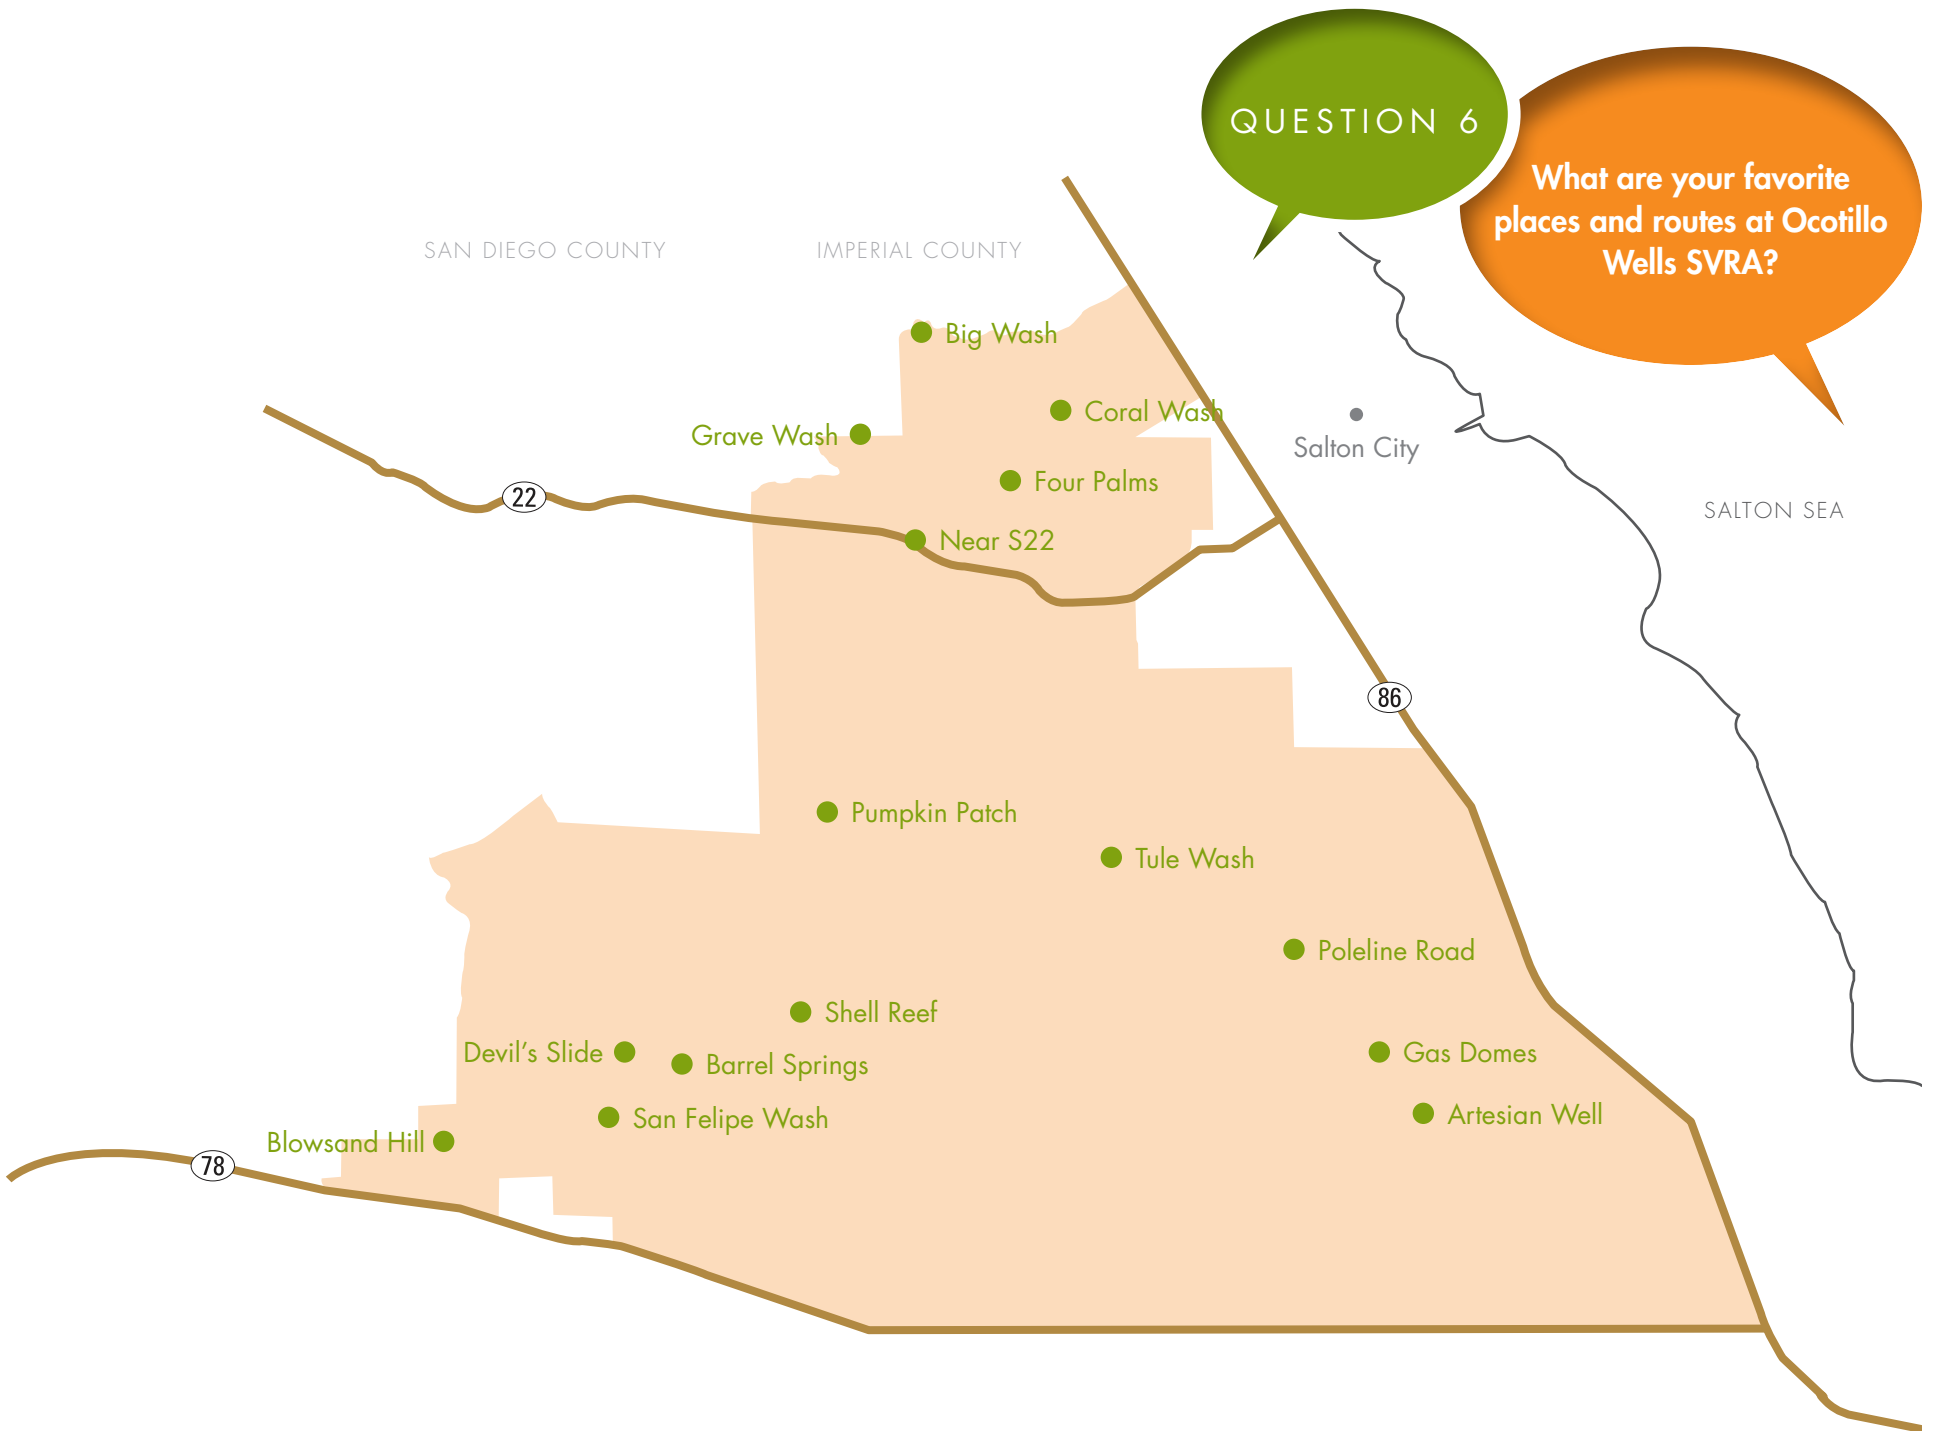 QUESTION 6
What are your favorite
places and routes at Ocotillo
Wells SVRA?
SAN DIEGO COUNTY
IMPERIAL COUNTY
Big Wash
Coral Wash
Grave Wash
Salton City
Four Palms
22
SALTON SEA
Near S22
86
Pumpkin Patch
Tule Wash
Poleline Road
Shell Reef
Devil's Slide
Gas Domes
Barrel Springs
Artesian Well
San Felipe Wash
Blowsand Hill
78